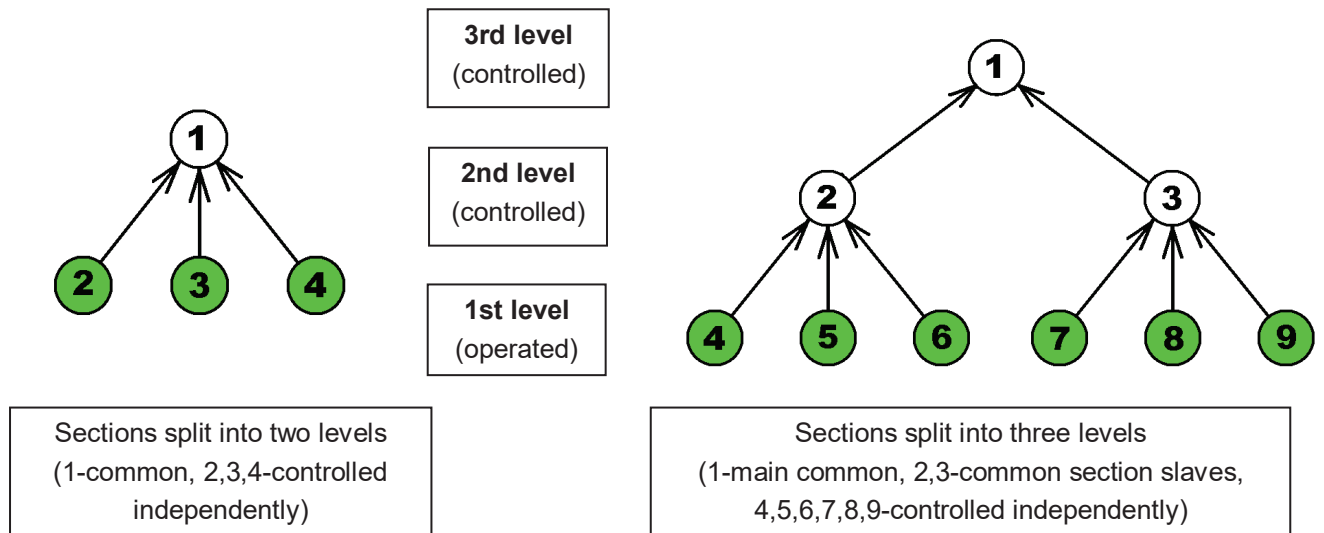 3rd level
(controlled)
1
1
2nd level
(controlled)
2
3
2
3
4
1st level
(operated)
4
5
6
7
8
9
Sections split into two levels
(1-common, 2,3,4-controlled
independently)
Sections split into three levels
(1-main common, 2,3-common section slaves,
4,5,6,7,8,9-controlled independently)